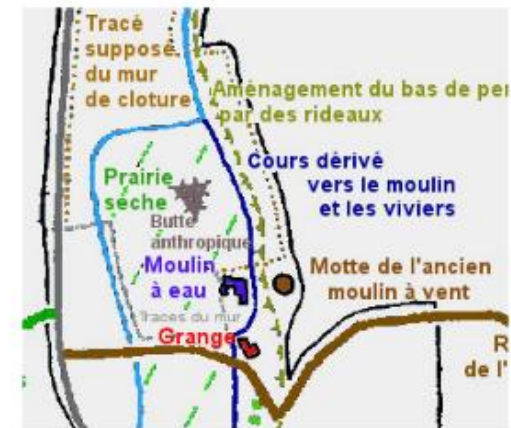 Tracé
supposé
du mur
de cloture
Aménagement du bas de pen
par des rideaux
Cours dérivé
vers le moulin
et les viviers
Prairie
sèche
Butte
anthropique
Moulin
à eau
Motte de l'ancien
moulin à vent
Traces du mur
Grange
R
de l'